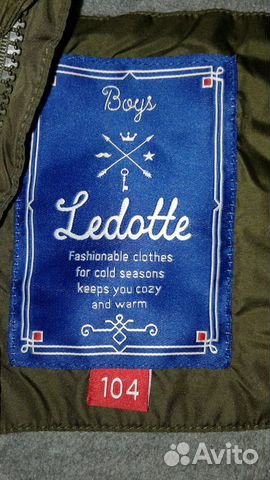 Boys
Ledotte
Fashionable clothes
for cold seasons
keeps you cozy
and warm
104
Avito